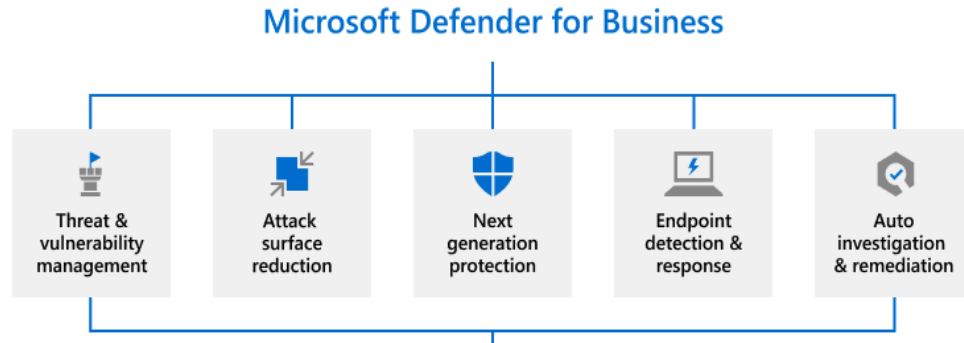 Microsoft Defender for Business
Threat &
vulnerability
management
Attack
surface
reduction
Next
generation
protection
Endpoint
detection &
response
Auto
investigation
& remediation